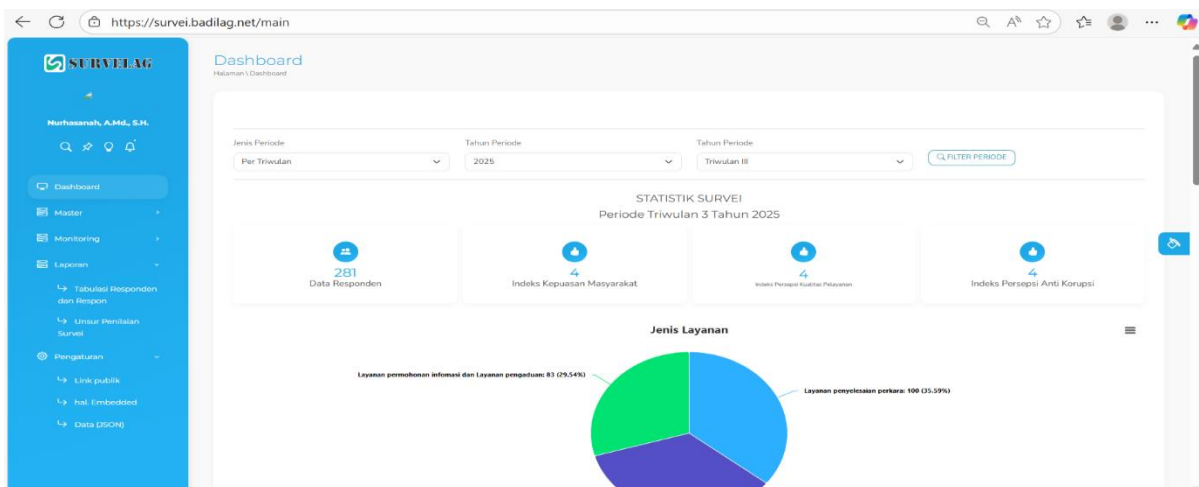 https://survei.badilag.net/main
SURVELAG
Nurhasanah, A.Md., S.H.
Dashboard
Master
Monitoring
Laporan
Tabulasi Responden
dan Respon
Unsur Penilaian
Survei
Pengaturan
Link publik
hal. Embedded
Data (JSON)
Dashboard
Halaman \ Dashboard
Jenis Periode
Tahun Periode
Tahun Periode
Per Triwulan
2025
Triwulan III
FILTER PERIODE
STATISTIK SURVEI
Periode Triwulan 3 Tahun 2025
281
Data Responden
4
Indeks Kepuasan Masyarakat
4
Indeks Persepsi Kualitas Pelayanan
4
Indeks Persepsi Anti Korupsi
Jenis Layanan
Layanan permohonan infomasi dan Layanan pengaduan: 83 (29.54%)
Layanan penyelesaian perkara: 100 (35.59%)